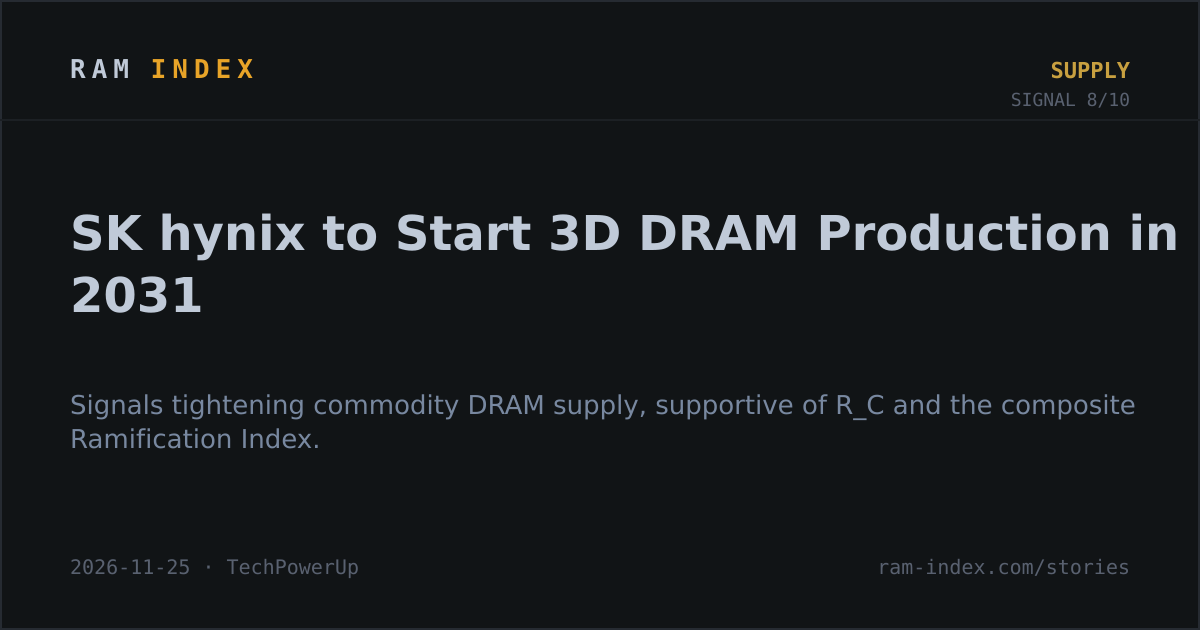 RAM INDEX
SUPPLY
SIGNAL 8/10
SK hynix to Start 3D DRAM Production in
2031
Signals tightening commodity DRAM supply, supportive of R_C and the composite
Ramification Index.
2026-11-25 · TechPowerUp
ram-index.com/stories